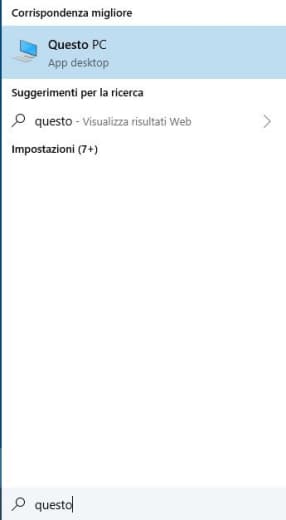 Corrispondenza migliore
Questo PC
App desktop
Suggerimenti per la ricerca
questo - Visualizza risultati Web
Impostazioni (7+)
questo